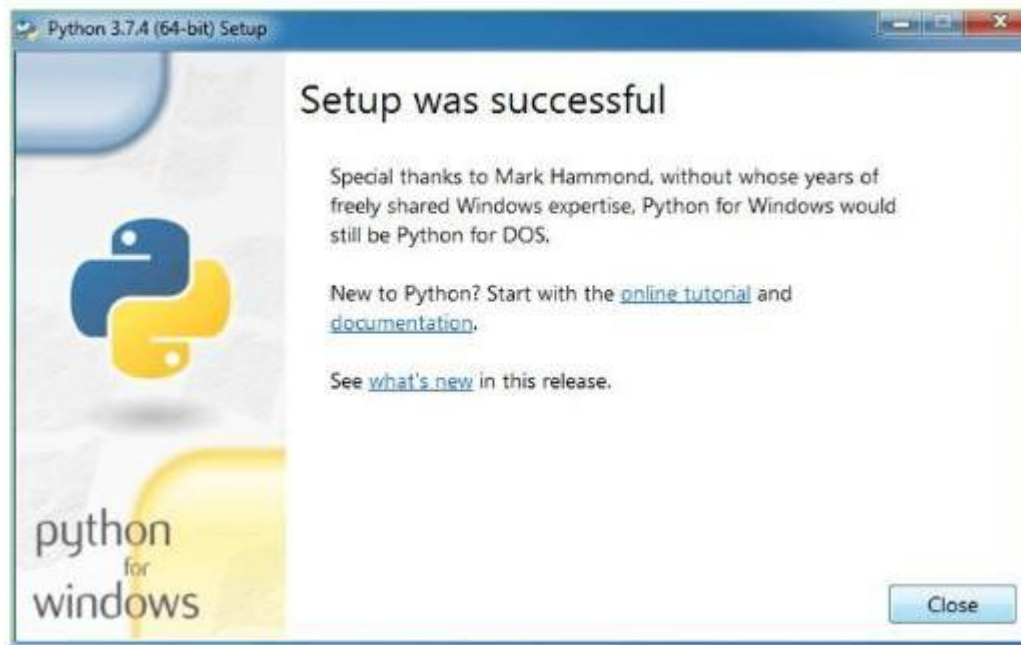 Python 3.7.4 (64-bit) Setup
Setup was successful
Special thanks to Mark Hammond, without whose years of
freely shared Windows expertise, Python for Windows would
still be Python for DOS.
New to Python? Start with the online tutorial and
documentation.
See what's new in this release.
python
for
windows
Close